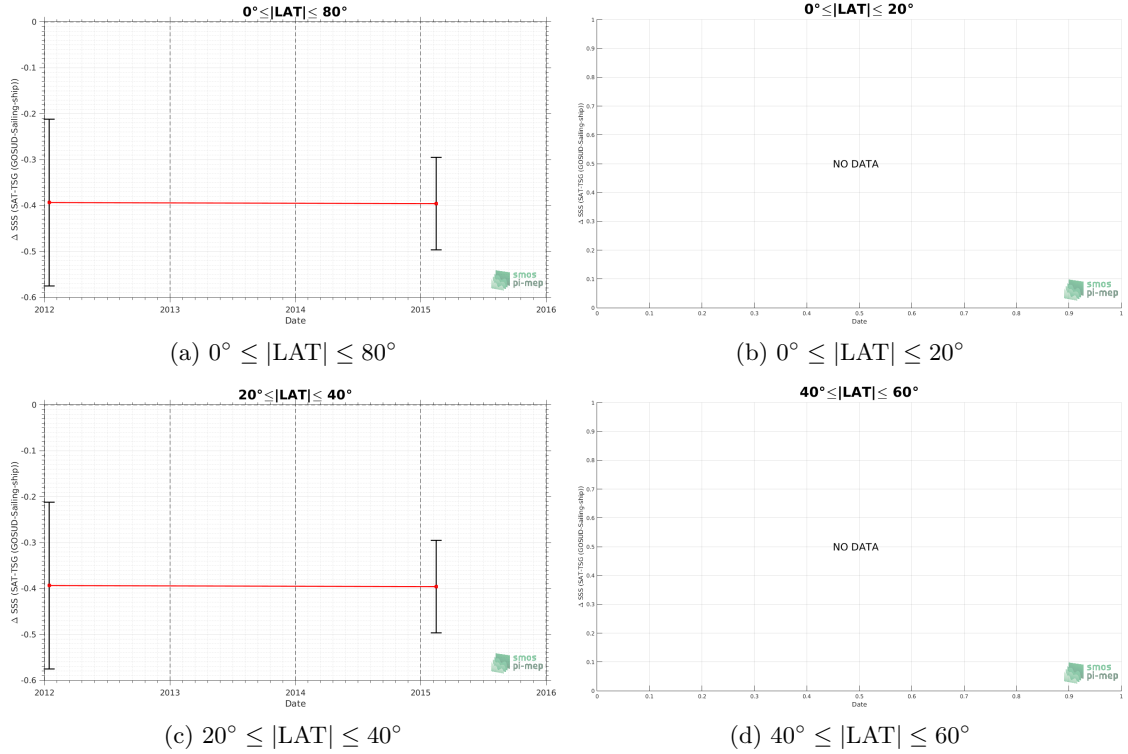 0°≤|LAT|≤ 80°
0
-0.1
-0.2
-0.3
-0.4
-0.5
-0.6
Δ SSS (SAT-TSG (GOSUD-Sailing-ship))
2012
2013
2014
2015
2016
Date
smos
pi-mep
(a) 0° ≤ |LAT| ≤ 80°
0°≤|LAT|≤ 20°
1
0.9
0.8
0.7
0.6
0.5
0.4
0.3
0.2
0.1
0
Δ SSS (SAT-TSG (GOSUD-Sailing-ship))
NO DATA
0
0.1
0.2
0.3
0.4
0.5
0.6
0.7
0.8
0.9
1
Date
smos
pi-mep
(b) 0° ≤ |LAT| ≤ 20°
20°≤|LAT|≤ 40°
0
-0.1
-0.2
-0.3
-0.4
-0.5
-0.6
Δ SSS (SAT-TSG (GOSUD-Sailing-ship))
2012
2013
2014
2015
2016
Date
smos
pi-mep
(c) 20° ≤ |LAT| ≤ 40°
40°≤|LAT|≤ 60°
1
0.9
0.8
0.7
0.6
0.5
0.4
0.3
0.2
0.1
0
Δ SSS (SAT-TSG (GOSUD-Sailing-ship))
NO DATA
0
0.1
0.2
0.3
0.4
0.5
0.6
0.7
0.8
0.9
1
Date
smos
pi-mep
(d) 40° ≤ |LAT| ≤ 60°